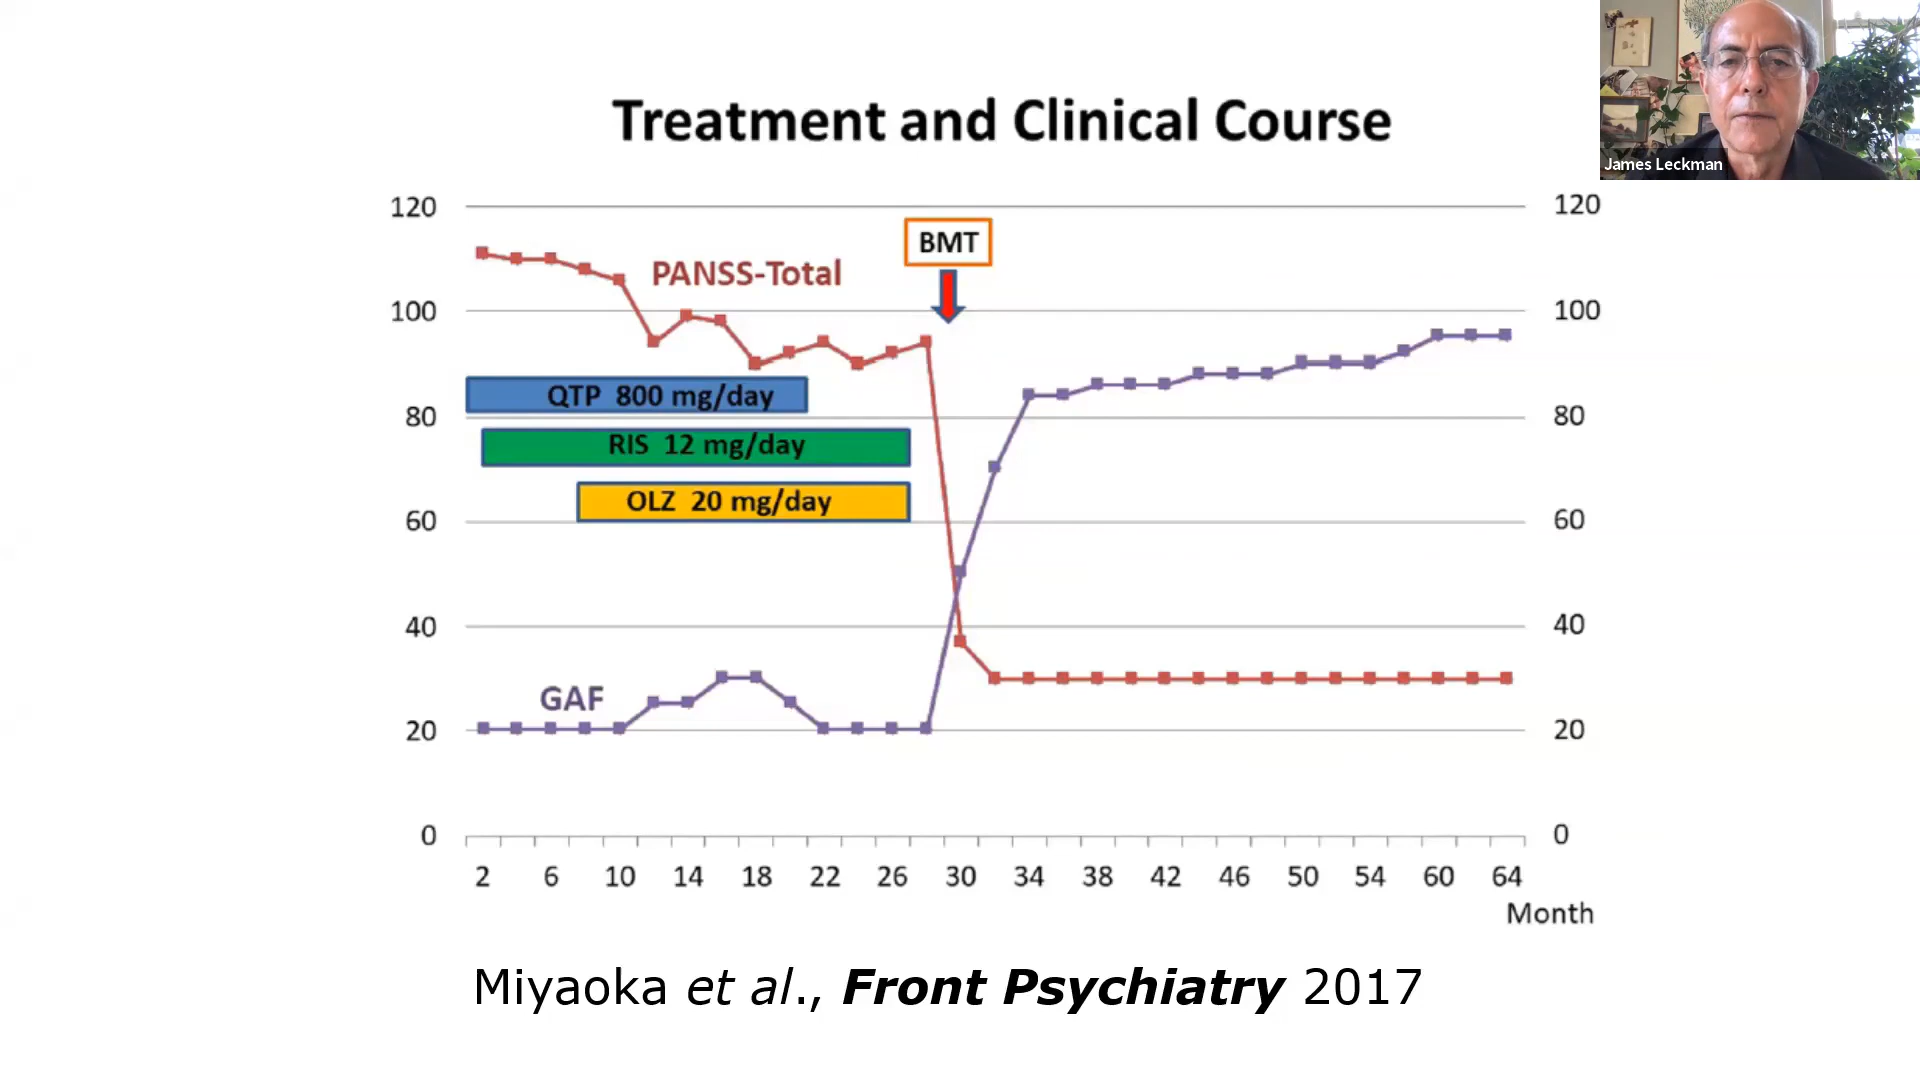 James Leckman
Treatment and Clinical Course
120 120
BMT
PANSS-Total
100 100
QTP 800 mg/day
80 80
RIS 12 mg/day
OLZ 20 mg/day
60 60
40 40
GAF
20 20
0 0
2 6 10 14 18 22 26 30 34 38 42 46 50 54 60 64
Month
Miyaoka et al., Front Psychiatry 2017